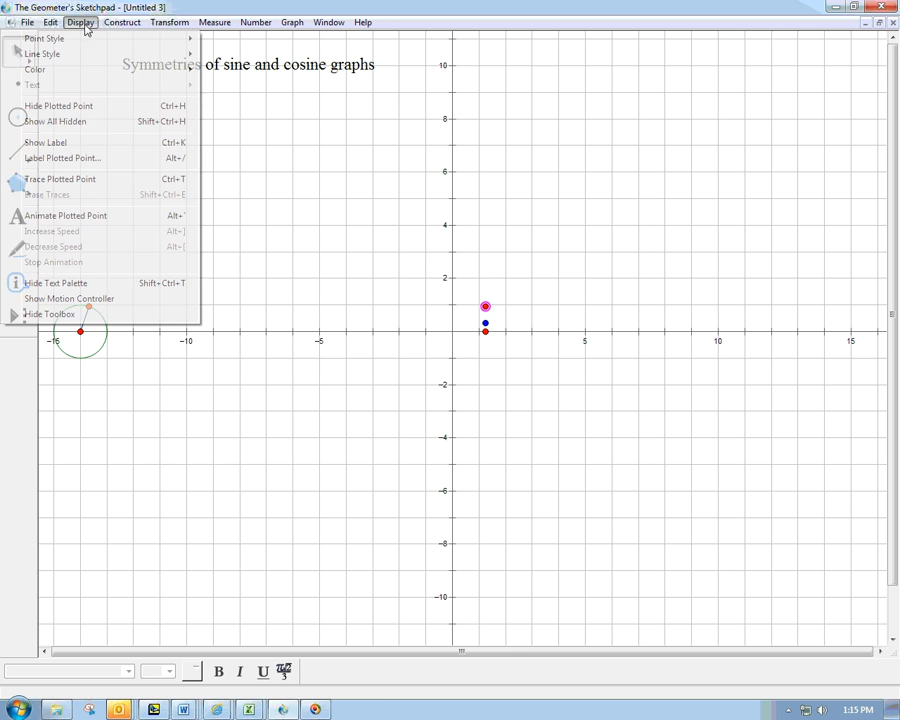 The Geometer's Sketchpad - [Untitled 3]
File Edit Display Construct Transform Measure Number Graph Window Help
Point Style
Line Style
Color
Text
Hide Plotted Point Ctrl+H
Show All Hidden Shift+Ctrl+H
Show Label Ctrl+K
Label Plotted Point... Alt+/
Trace Plotted Point Ctrl+T
Erase Traces Shift+Ctrl+E
Animate Plotted Point Alt+`
Increase Speed Alt+]
Decrease Speed Alt+[
Stop Animation
Hide Text Palette Shift+Ctrl+T
Show Motion Controller
Hide Toolbox
Symmetries of sine and cosine graphs
10
8
6
4
2
-15 -10 -5 5 10 15
-2
-4
-6
-8
-10
B I U
1:15 PM